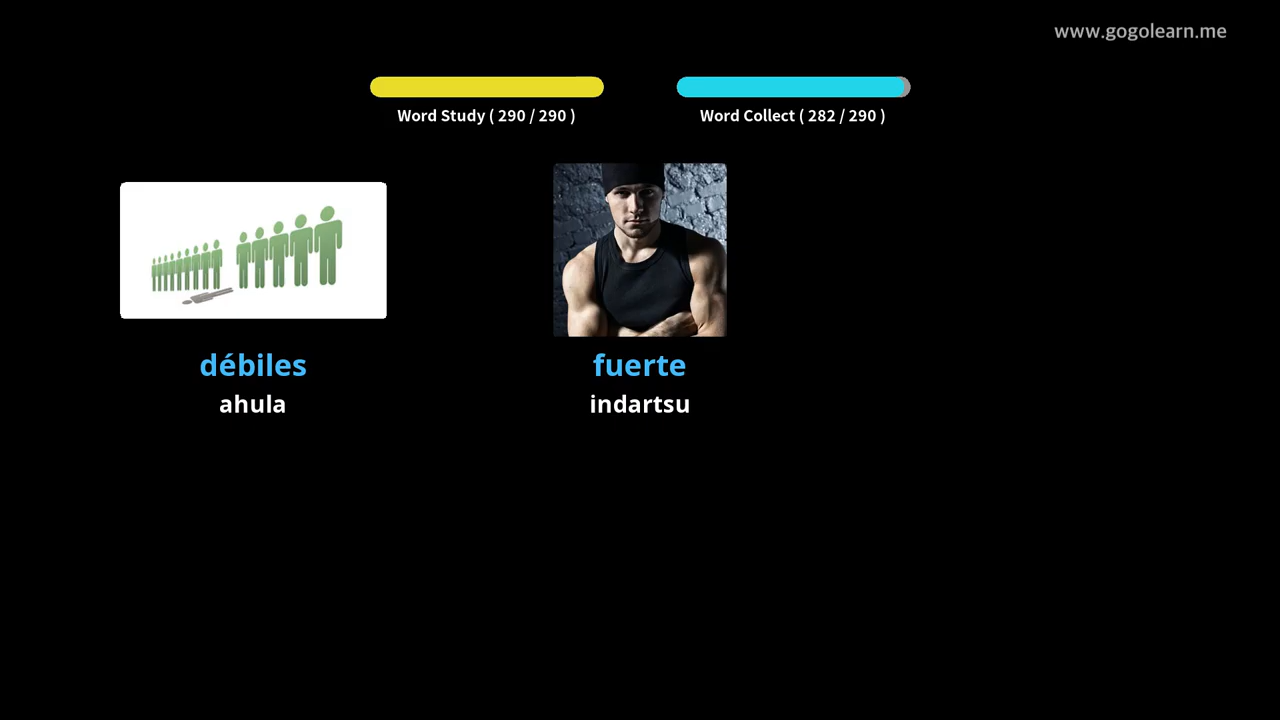 www.gogolearn.me
Word Study ( 290 / 290 )
Word Collect ( 282 / 290 )
débiles
ahula
fuerte
indartsu